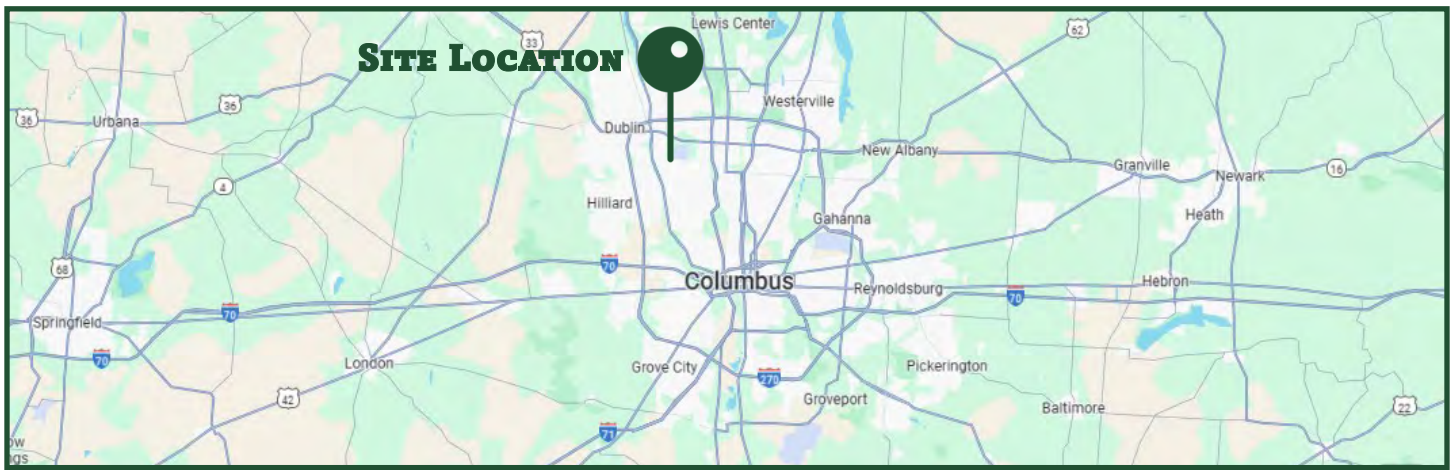 Lewis Center
62
33
SITE LOCATION
Westerville
36
36
Urbana
Dublin
New Albany
Granville
16
Newark
4
Hilliard
Heath
Gahanna
68
70
Columbus
Hebron
Reynoldsburg
70
70
Springfield
70
London
Grove City
Pickerington
270
42
Groveport
Baltimore
22
71
ow
gs